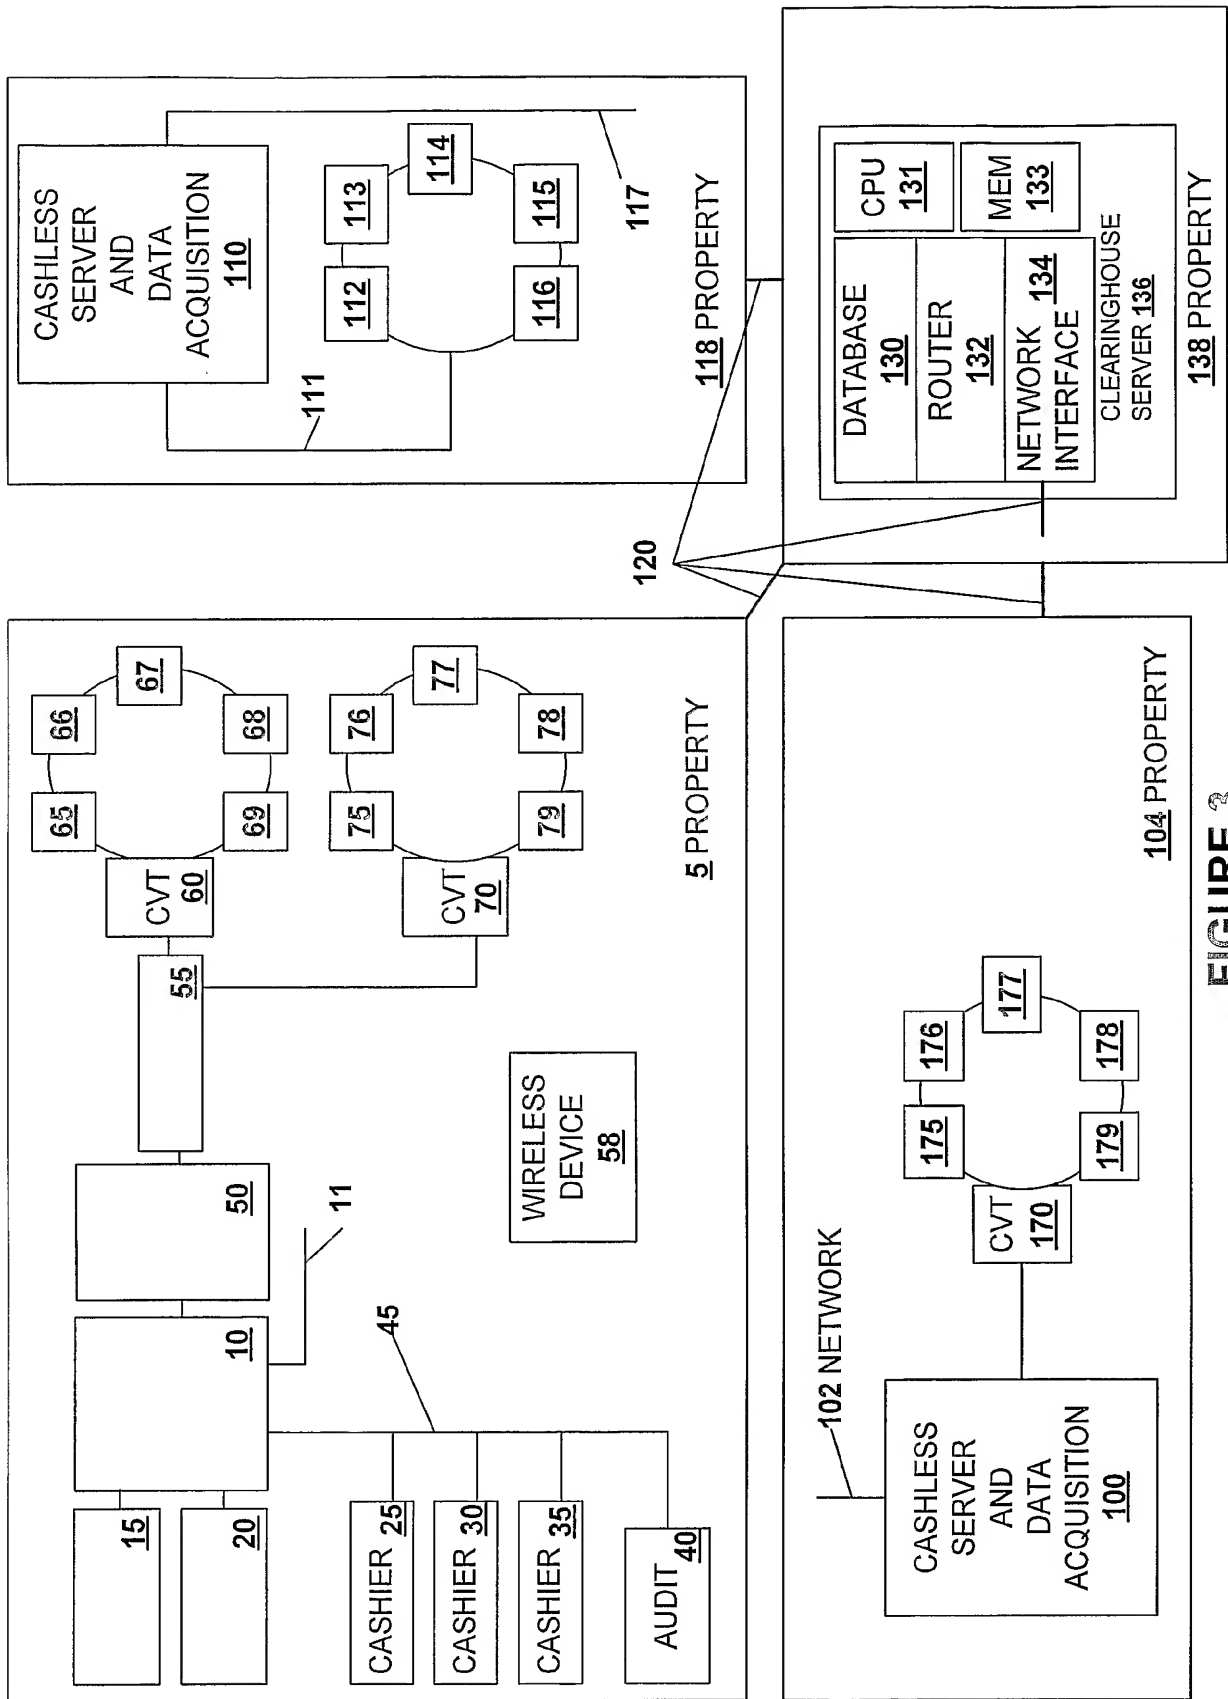 15
20
10
50
55
CVT
60
65
66
67
68
69
CVT
70
75
76
77
78
79
11
45
CASHIER 25
CASHIER 30
CASHIER 35
AUDIT
40
WIRELESS
DEVICE
58
5 PROPERTY
CASHLESS
SERVER
AND
DATA
ACQUISITION
110
111
112
113
114
115
116
117
118 PROPERTY
120
102 NETWORK
CASHLESS
SERVER
AND
DATA
ACQUISITION
100
CVT
170
175
176
177
178
179
104 PROPERTY
DATABASE
130
ROUTER
132
NETWORK 134
INTERFACE
CPU
131
MEM
133
CLEARINGHOUSE
SERVER 136
138 PROPERTY
FIGURE 3